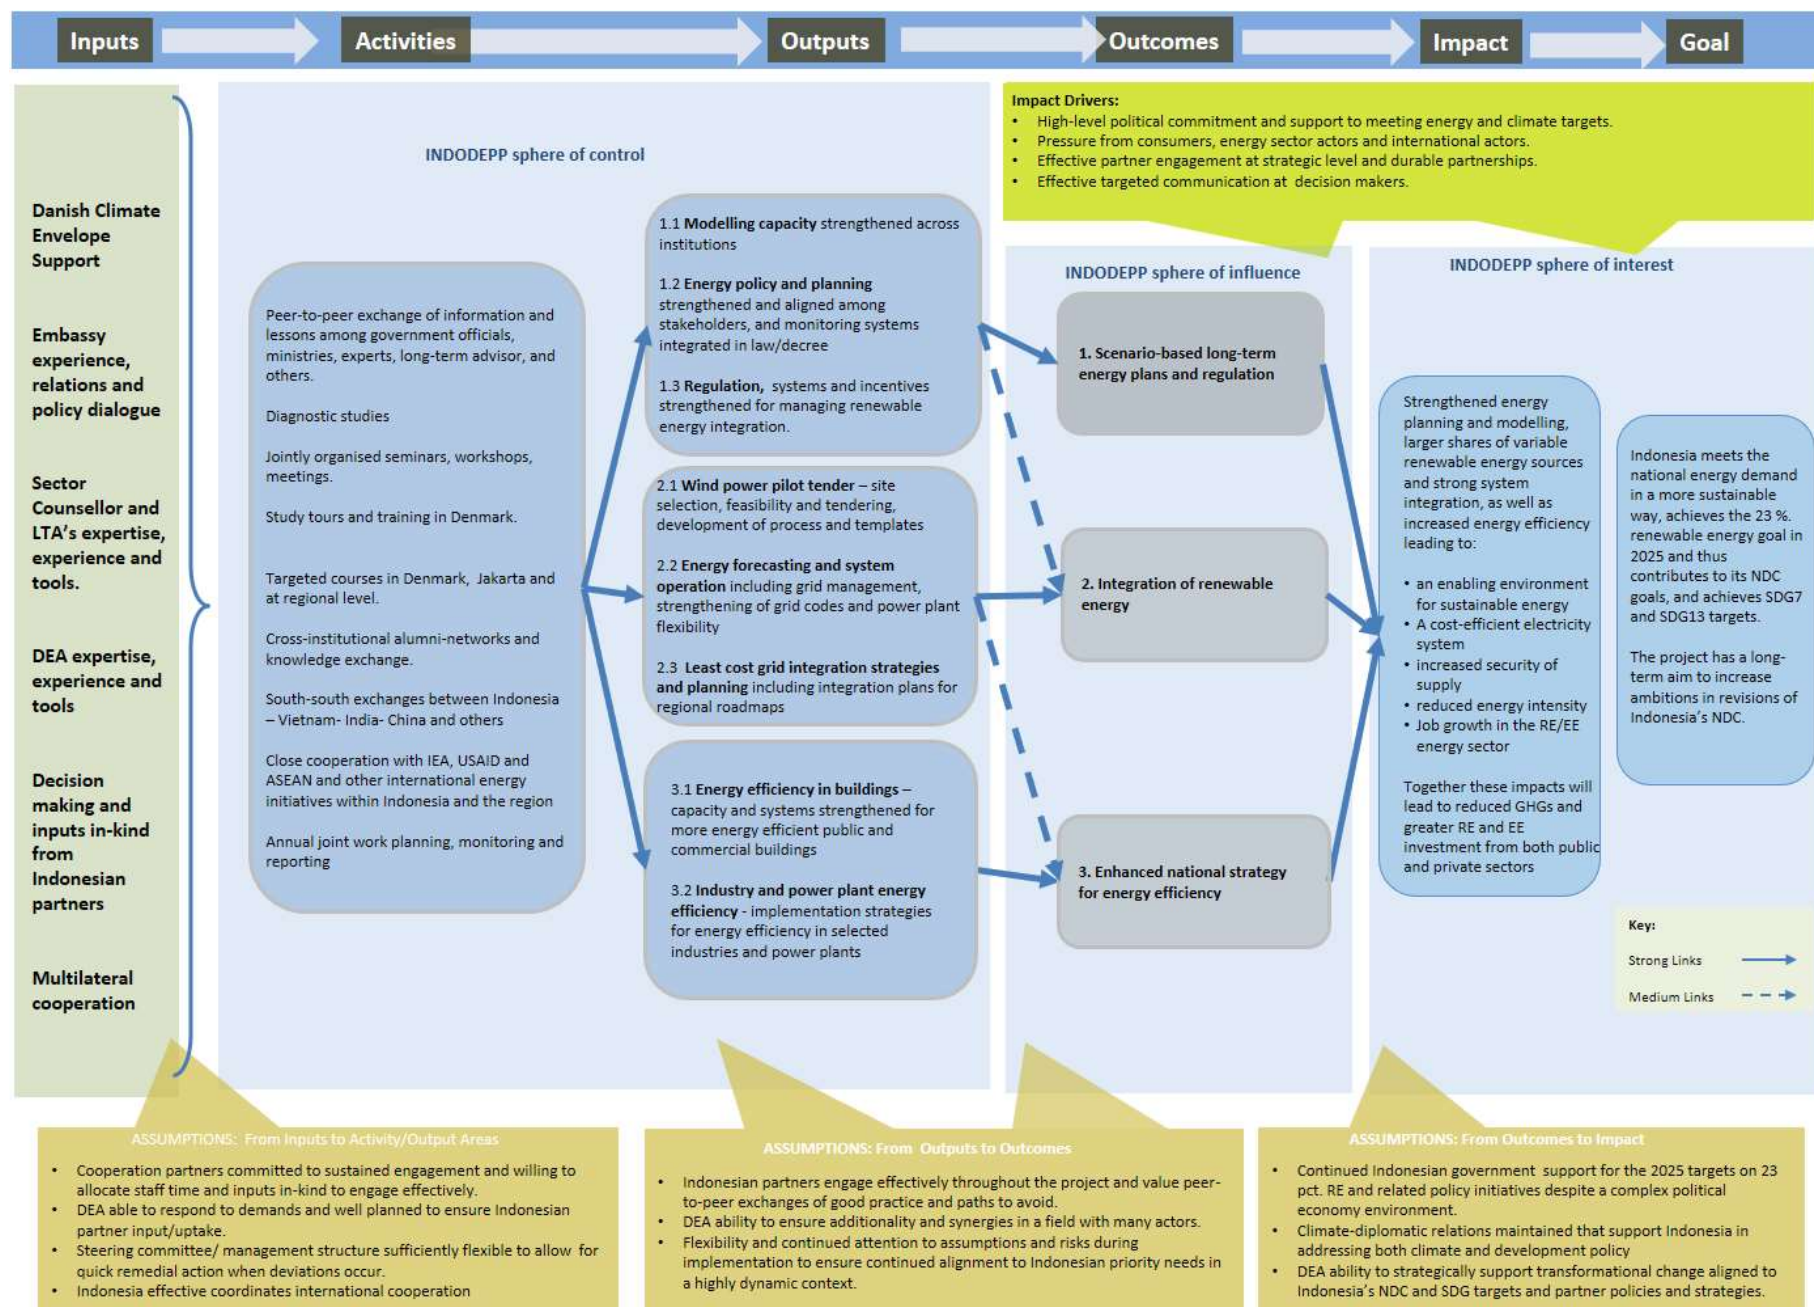 Inputs
Activities
Outputs
Outcomes
Impact
Goal
Danish Climate
Envelope
Support
Embassy
experience,
relations and
policy dialogue
Sector
Counsellor and
LTA's expertise,
experience and
tools.
DEA expertise,
experience and
tools
Decision
making and
inputs in-kind
from
Indonesian
partners
Multilateral
cooperation
INDODEPP sphere of control
Peer-to-peer exchange of information and
lessons among government officials,
ministries, experts, long-term advisor, and
others.
Diagnostic studies
Jointly organised seminars, workshops,
meetings.
Study tours and training in Denmark.
Targeted courses in Denmark, Jakarta and
at regional level.
Cross-institutional alumni-networks and
knowledge exchange.
South-south exchanges between Indonesia
– Vietnam- India- China and others
Close cooperation with IEA, USAID and
ASEAN and other international energy
initiatives within Indonesia and the region
Annual joint work planning, monitoring and
reporting
1.1 Modelling capacity strengthened across
institutions
1.2 Energy policy and planning
strengthened and aligned among
stakeholders, and monitoring systems
integrated in law/decree
1.3 Regulation, systems and incentives
strengthened for managing renewable
energy integration.
2.1 Wind power pilot tender – site
selection, feasibility and tendering,
development of process and templates
2.2 Energy forecasting and system
operation including grid management,
strengthening of grid codes and power plant
flexibility
2.3 Least cost grid integration strategies
and planning including integration plans for
regional roadmaps
3.1 Energy efficiency in buildings –
capacity and systems strengthened for
more energy efficient public and
commercial buildings
3.2 Industry and power plant energy
efficiency - implementation strategies
for energy efficiency in selected
industries and power plants
Impact Drivers:
• High-level political commitment and support to meeting energy and climate targets.
• Pressure from consumers, energy sector actors and international actors.
• Effective partner engagement at strategic level and durable partnerships.
• Effective targeted communication at decision makers.
INDODEPP sphere of influence
1. Scenario-based long-term
energy plans and regulation
2. Integration of renewable
energy
3. Enhanced national strategy
for energy efficiency
INDODEPP sphere of interest
Strengthened energy
planning and modelling,
larger shares of variable
renewable energy sources
and strong system
integration, as well as
increased energy efficiency
leading to:
• an enabling environment
for sustainable energy
• A cost-efficient electricity
system
• increased security of
supply
• reduced energy intensity
• Job growth in the RE/EE
energy sector
Together these impacts will
lead to reduced GHGs and
greater RE and EE
investment from both public
and private sectors
Indonesia meets the
national energy demand
in a more sustainable
way, achieves the 23 %.
renewable energy goal in
2025 and thus
contributes to its NDC
goals, and achieves SDG7
and SDG13 targets.
The project has a long-
term aim to increase
ambitions in revisions of
Indonesia's NDC.
Key:
Strong Links
Medium Links
ASSUMPTIONS: From Inputs to Activity/Output Areas
• Cooperation partners committed to sustained engagement and willing to
allocate staff time and inputs in-kind to engage effectively.
• DEA able to respond to demands and well planned to ensure Indonesian
partner input/uptake.
• Steering committee/ management structure sufficiently flexible to allow for
quick remedial action when deviations occur.
• Indonesia effective coordinates international cooperation
ASSUMPTIONS: From Outputs to Outcomes
• Indonesian partners engage effectively throughout the project and value peer-
to-peer exchanges of good practice and paths to avoid.
• DEA ability to ensure additionality and synergies in a field with many actors.
• Flexibility and continued attention to assumptions and risks during
implementation to ensure continued alignment to Indonesian priority needs in
a highly dynamic context.
ASSUMPTIONS: From Outcomes to Impact
• Continued Indonesian government support for the 2025 targets on 23
pct. RE and related policy initiatives despite a complex political
economy environment.
• Climate-diplomatic relations maintained that support Indonesia in
addressing both climate and development policy
• DEA ability to strategically support transformational change aligned to
Indonesia's NDC and SDG targets and partner policies and strategies.